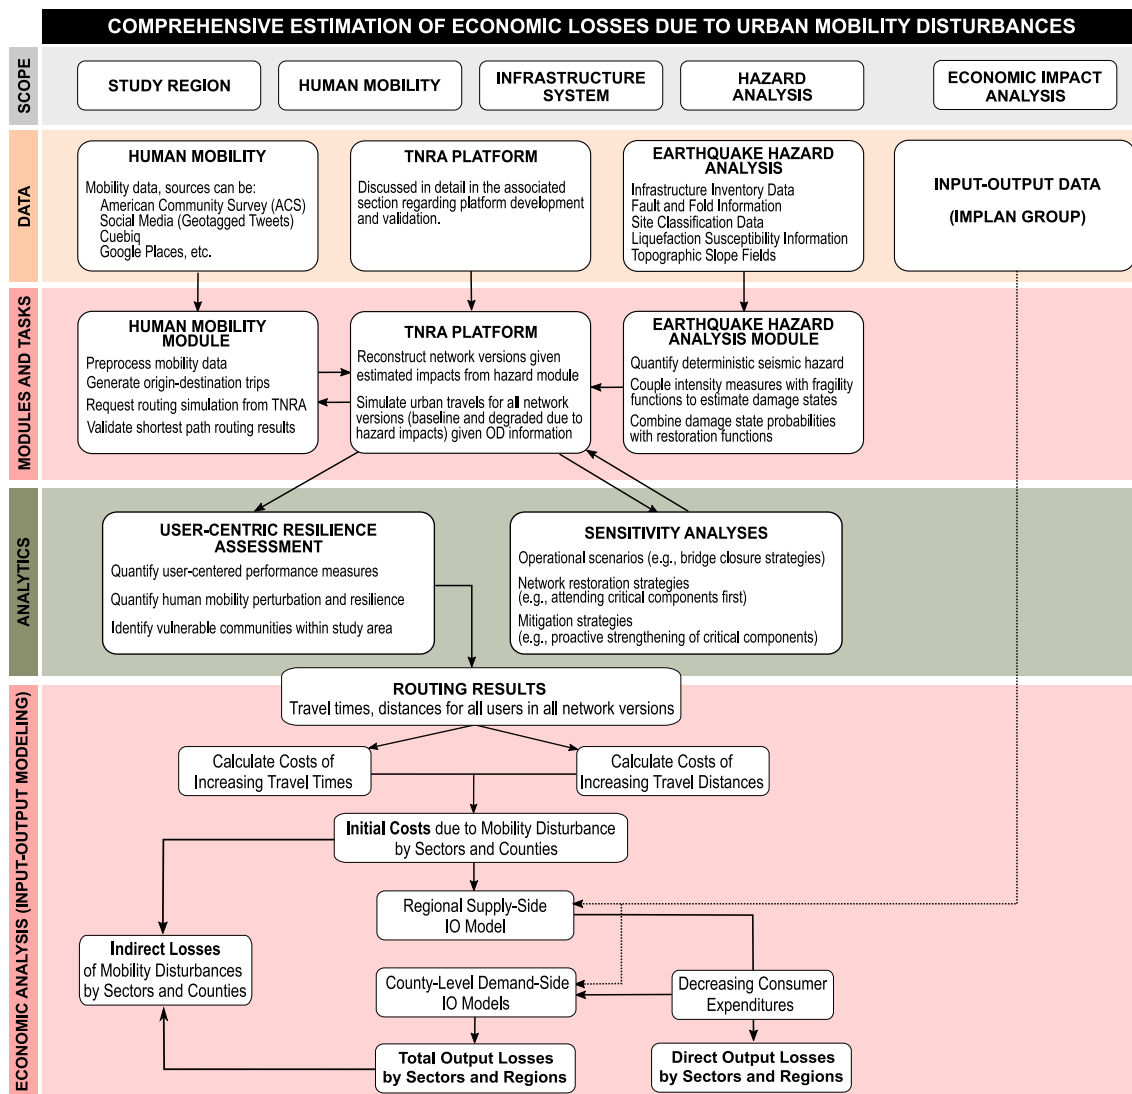 COMPREHENSIVE ESTIMATION OF ECONOMIC LOSSES DUE TO URBAN MOBILITY DISTURBANCES
SCOPE
STUDY REGION
HUMAN MOBILITY
INFRASTRUCTURE
SYSTEM
HAZARD
ANALYSIS
ECONOMIC IMPACT
ANALYSIS
DATA
HUMAN MOBILITY
Mobility data, sources can be:
American Community Survey (ACS)
Social Media (Geotagged Tweets)
Cuebiq
Google Places, etc.
TNRA PLATFORM
Discussed in detail in the associated
section regarding platform development
and validation.
EARTHQUAKE HAZARD
ANALYSIS
Infrastructure Inventory Data
Fault and Fold Information
Site Classification Data
Liquefaction Susceptibility Information
Topographic Slope Fields
INPUT-OUTPUT DATA
(IMPLAN GROUP)
MODULES AND TASKS
HUMAN MOBILITY
MODULE
Preprocess mobility data
Generate origin-destination trips
Request routing simulation from TNRA
Validate shortest path routing results
TNRA PLATFORM
Reconstruct network versions given
estimated impacts from hazard module
Simulate urban travels for all network
versions (baseline and degraded due to
hazard impacts) given OD information
EARTHQUAKE HAZARD
ANALYSIS MODULE
Quantify deterministic seismic hazard
Couple intensity measures with fragility
functions to estimate damage states
Combine damage state probabilities
with restoration functions
ANALYTICS
USER-CENTRIC RESILIENCE
ASSESSMENT
Quantify user-centered performance measures
Quantify human mobility perturbation and resilience
Identify vulnerable communities within study area
SENSITIVITY ANALYSES
Operational scenarios (e.g., bridge closure strategies)
Network restoration strategies
(e.g., attending critical components first)
Mitigation strategies
(e.g., proactive strengthening of critical components)
ECONOMIC ANALYSIS (INPUT-OUTPUT MODELING)
ROUTING RESULTS
Travel times, distances for all users in all network versions
Calculate Costs of
Increasing Travel Times
Calculate Costs of
Increasing Travel Distances
Initial Costs due to Mobility Disturbance
by Sectors and Counties
Regional Supply-Side
IO Model
Indirect Losses
of Mobility Disturbances
by Sectors and Counties
County-Level Demand-Side
IO Models
Decreasing Consumer
Expenditures
Total Output Losses
by Sectors and Regions
Direct Output Losses
by Sectors and Regions